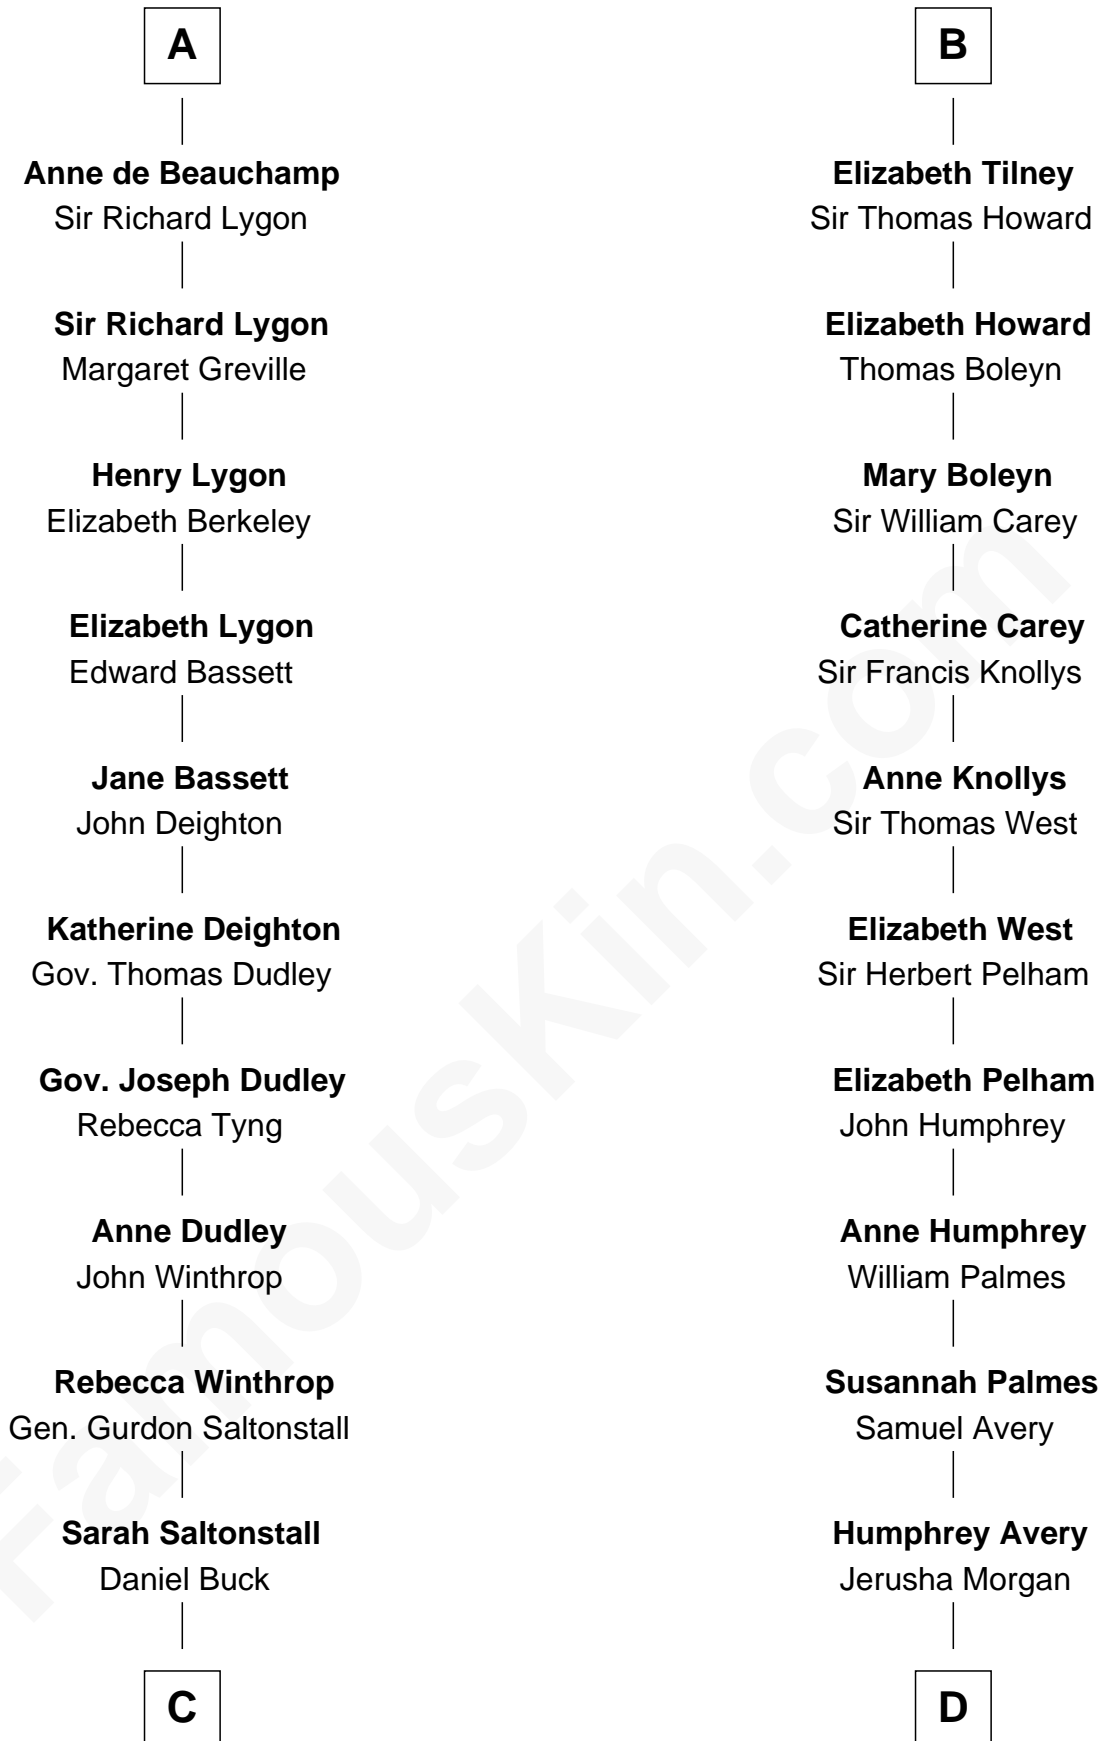 A
Anne de Beauchamp
Sir Richard Lygon
Sir Richard Lygon
Margaret Greville
Henry Lygon
Elizabeth Berkeley
Elizabeth Lygon
Edward Bassett
Jane Bassett
John Deighton
Katherine Deighton
Gov. Thomas Dudley
Gov. Joseph Dudley
Rebecca Tyng
Anne Dudley
John Winthrop
Rebecca Winthrop
Gen. Gurdon Saltonstall
Sarah Saltonstall
Daniel Buck
C
B
Elizabeth Tilney
Sir Thomas Howard
Elizabeth Howard
Thomas Boleyn
Mary Boleyn
Sir William Carey
Catherine Carey
Sir Francis Knollys
Anne Knollys
Sir Thomas West
Elizabeth West
Sir Herbert Pelham
Elizabeth Pelham
John Humphrey
Anne Humphrey
William Palmes
Susannah Palmes
Samuel Avery
Humphrey Avery
Jerusha Morgan
D
FamousKin.com